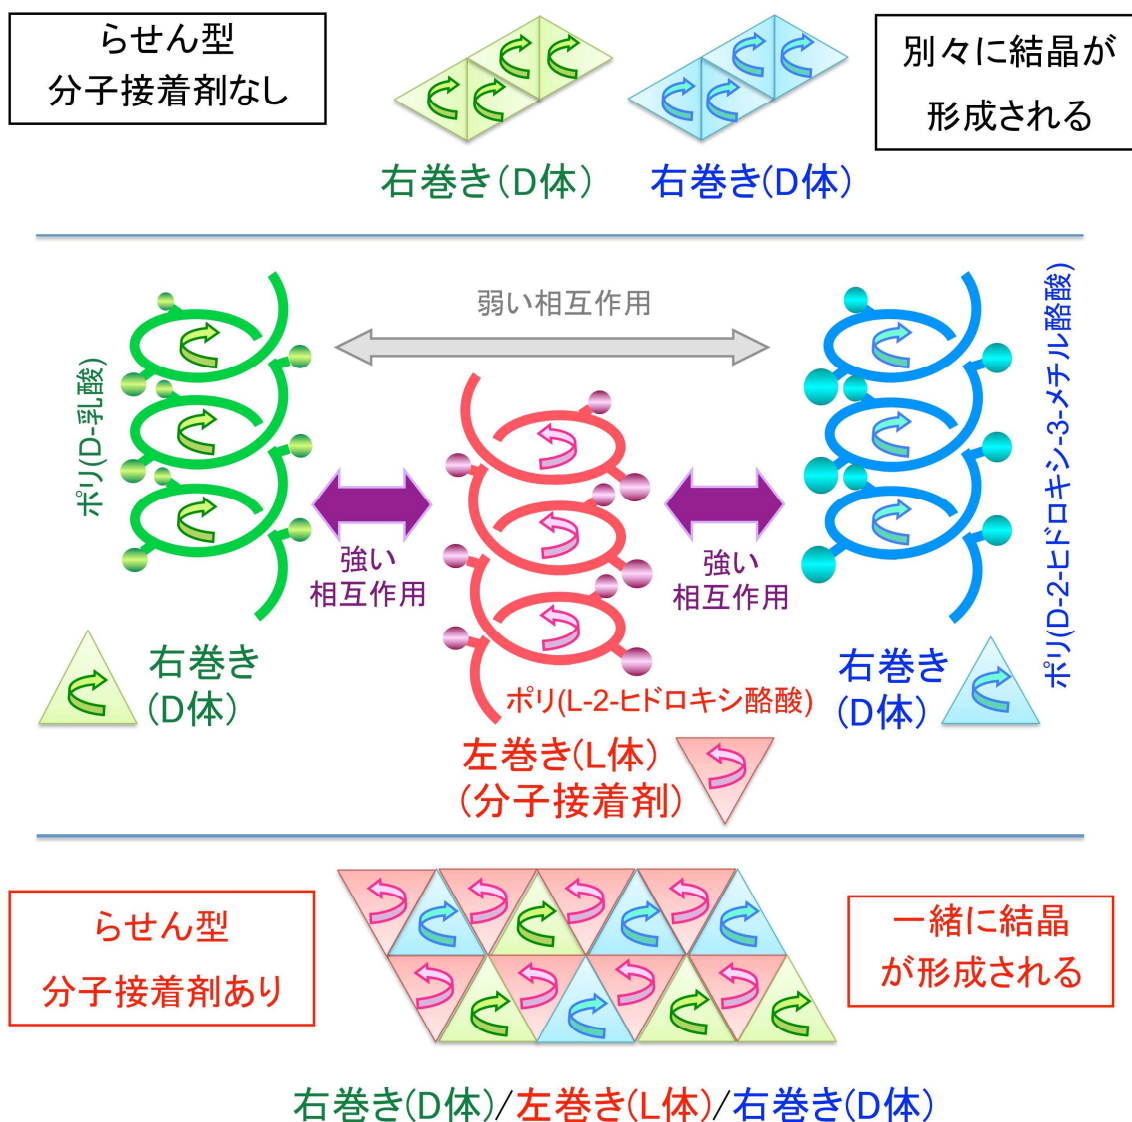 らせん型
分子接着剤なし
別々に結晶が
形成される
右巻き(D体)
右巻き(D体)
弱い相互作用
ポリ(D-乳酸)
ポリ(D-2-ヒドロキシ-3-メチル酪酸)
強い
相互作用
強い
相互作用
右巻き
(D体)
ポリ(L-2-ヒドロキシ酪酸)
左巻き(L体)
(分子接着剤)
右巻き
(D体)
らせん型
分子接着剤あり
一緒に結晶
が形成される
右巻き(D体)/左巻き(L体)/右巻き(D体)